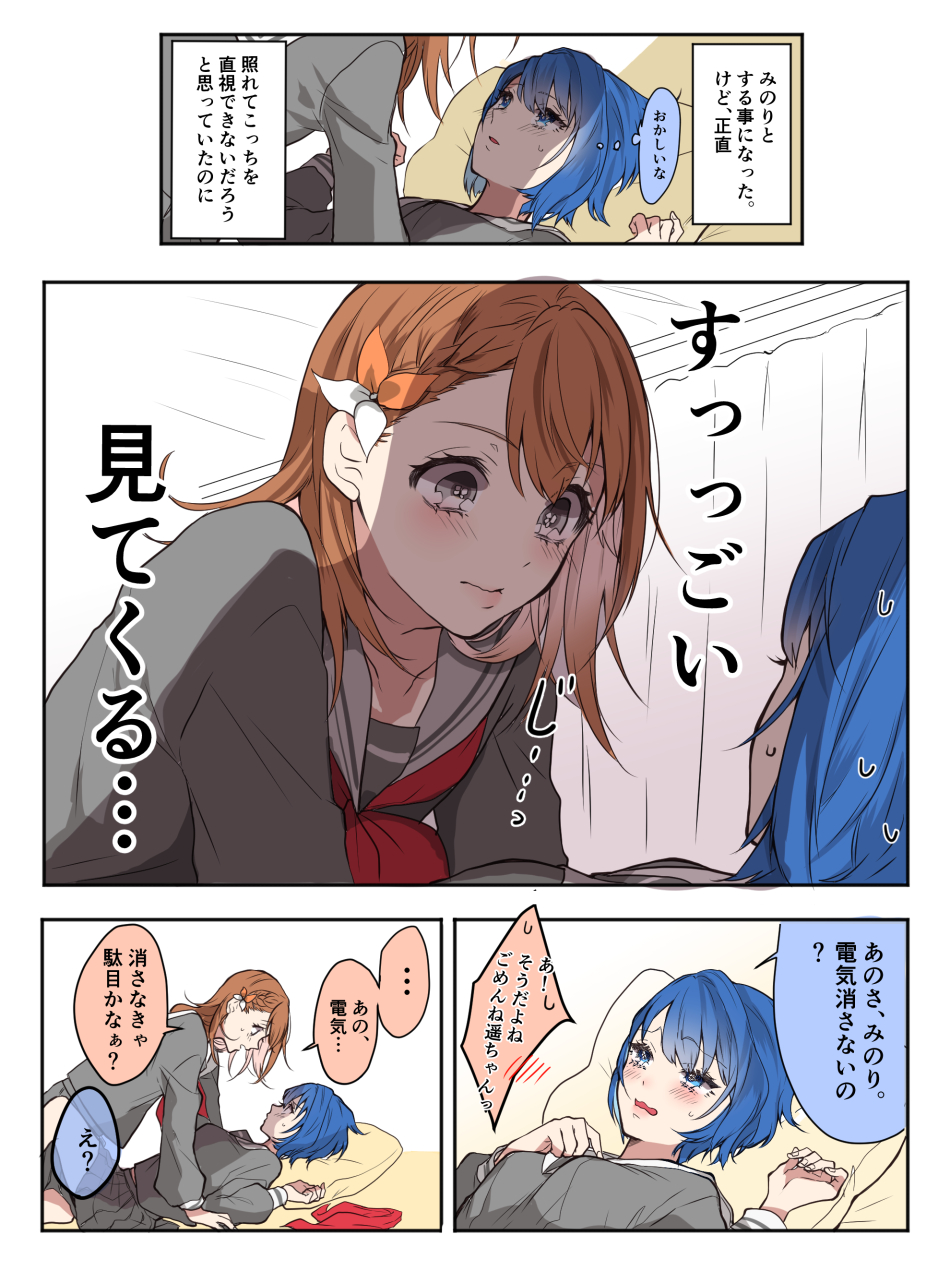 みのりと
する事になった。
けど、正直
おかしいな
照れてこっちを
直視できないだろう
と思っていたのに
すっっごい
見てくる…
じ…
あのさ、みのり。
電気消さないの
?
あ!
そうだよね
ごめんね遥ちゃんっ
…
あの、
電気…
消さなきゃ
駄目かなぁ?
え?